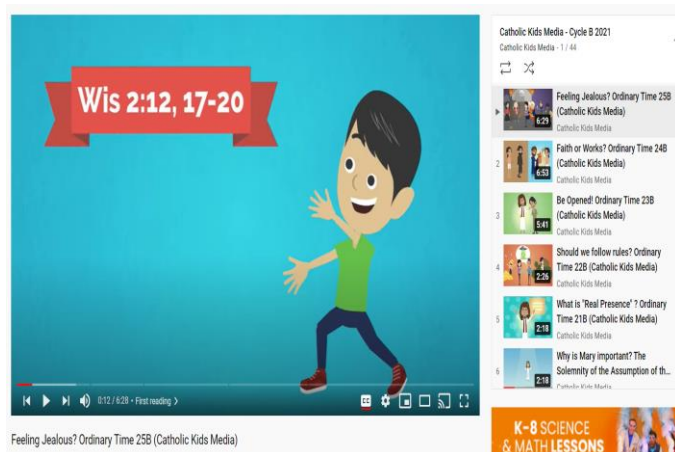 Wis 2:12, 17-20
0:12 / 6:28 • First reading >
CC
Feeling Jealous? Ordinary Time 25B (Catholic Kids Media)
Catholic Kids Media - Cycle B 2021
Catholic Kids Media - 1 / 44
6:29
Feeling Jealous? Ordinary Time 25B
(Catholic Kids Media)
Catholic Kids Media
2
6:53
Faith or Works? Ordinary Time 24B
(Catholic Kids Media)
Catholic Kids Media
3
5:41
Be Opened! Ordinary Time 23B
(Catholic Kids Media)
Catholic Kids Media
4
2:26
Should we follow rules? Ordinary
Time 22B (Catholic Kids Media)
Catholic Kids Media
5
2:18
What is "Real Presence" ? Ordinary
Time 21B (Catholic Kids Media)
Catholic Kids Media
6
2:18
Why is Mary important? The
Solemnity of the Assumption of th...
Catholic Kids Media
K-8 SCIENCE
& MATH LESSONS